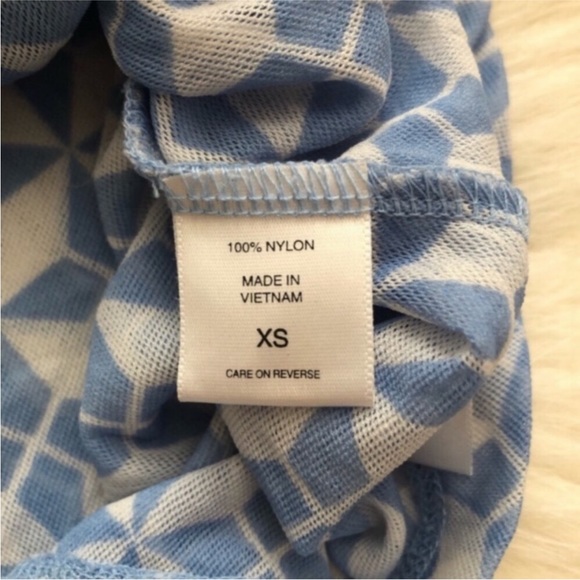 100% NYLON
MADE IN
VIETNAM
XS
CARE ON REVERSE